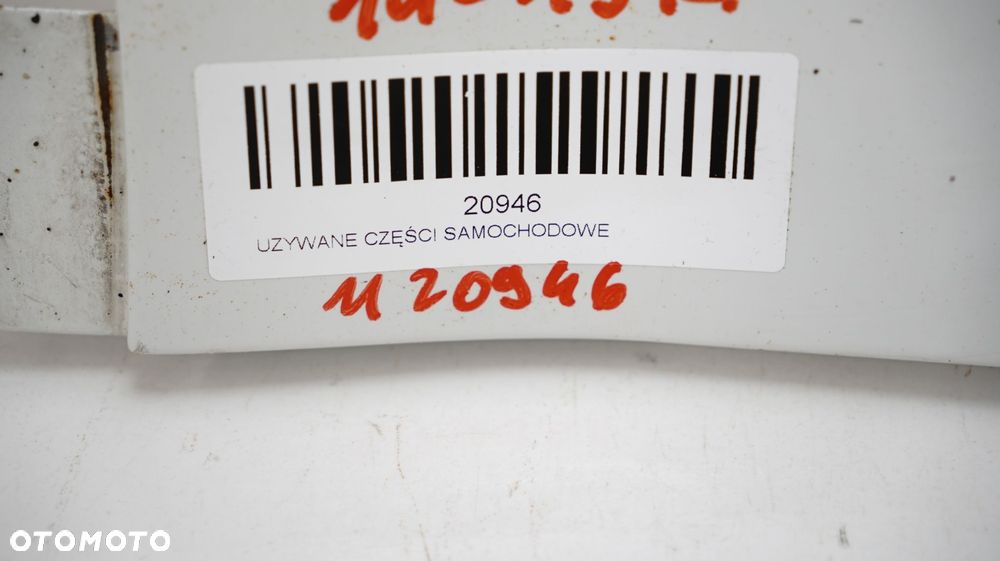 20946
UZYWANE CZĘŚCI SAMOCHODOWE
M 20946
OTOMOTO